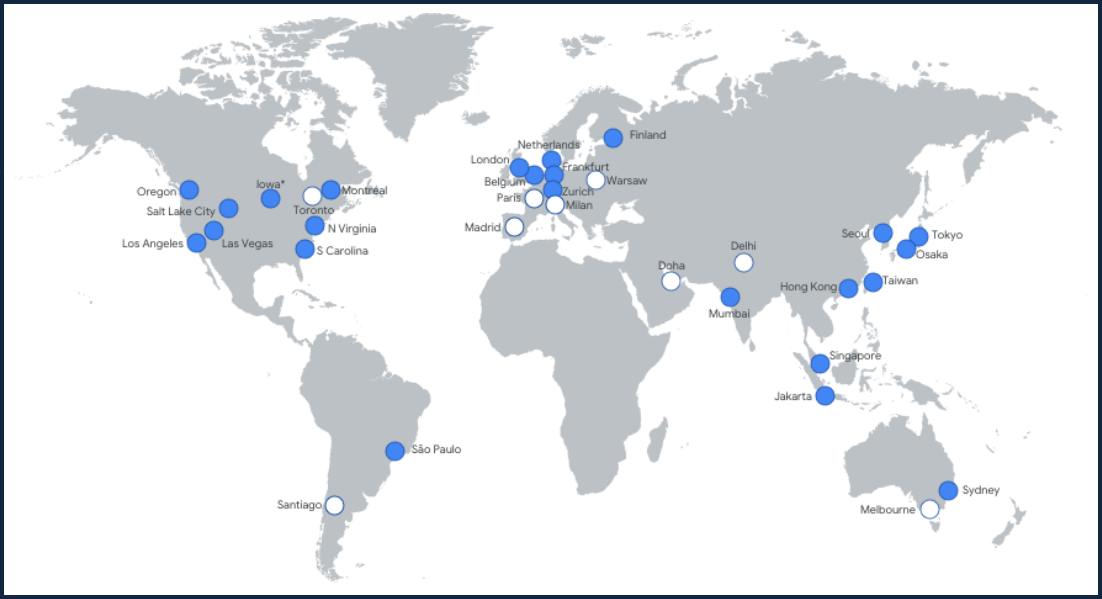 Finland
Netherlands
London
Frankfurt
Belgium
Warsaw
Iowa*
Oregon
Montréal
Zurich
Paris
Milan
Salt Lake City
Toronto
Madrid
N Virginia
Los Angeles
Las Vegas
S Carolina
Seoul
Tokyo
Delhi
Osaka
Doha
Hong Kong
Taiwan
Mumbai
Singapore
Jakarta
São Paulo
Sydney
Santiago
Melbourne